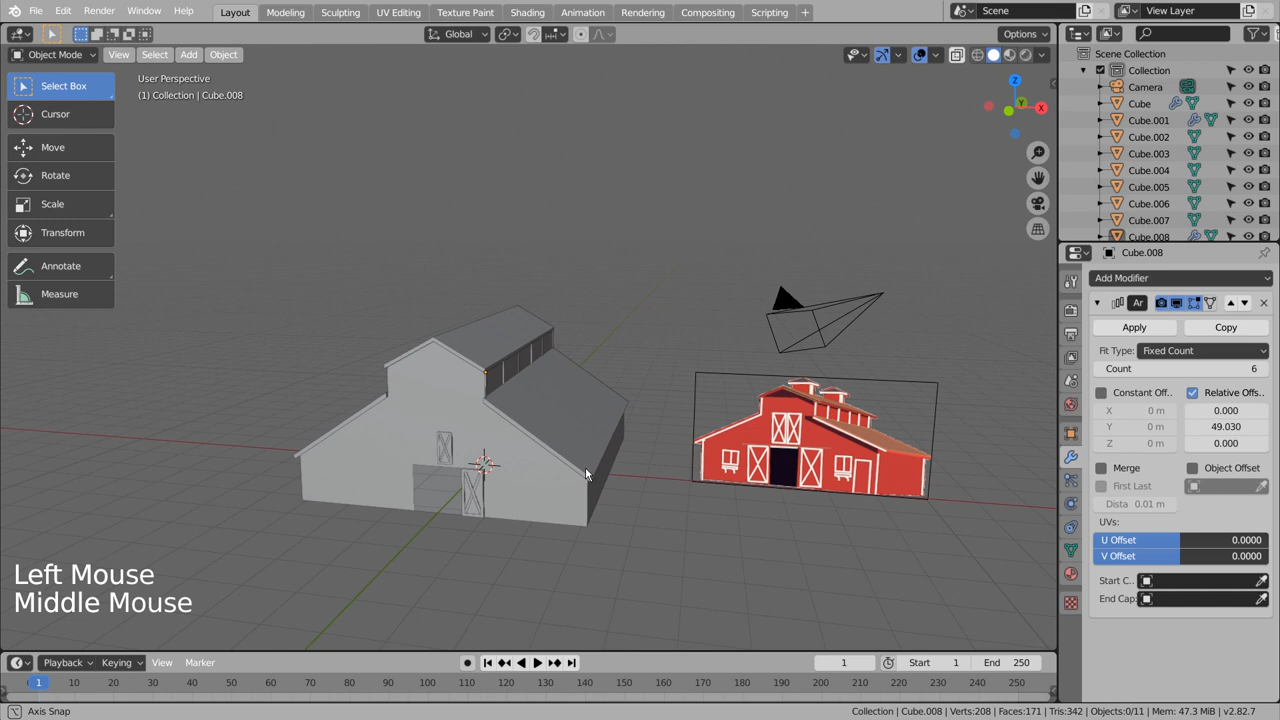 File Edit Render Window Help
Layout Modeling Sculpting UV Editing Texture Paint Shading Animation Rendering Compositing Scripting +
Scene
View Layer
Global
Options
Object Mode View Select Add Object
Select Box
Cursor
Move
Rotate
Scale
Transform
Annotate
Measure
User Perspective
(1) Collection | Cube.008
Z
Y
X
Left Mouse
Middle Mouse
Scene Collection
Collection
Camera
Cube
Cube.001
Cube.002
Cube.003
Cube.004
Cube.005
Cube.006
Cube.007
Cube.008
Cube.008
Add Modifier
Ar
Apply Copy
Fit Type: Fixed Count
Count 6
Constant Off.. Relative Offs..
X 0 m 0.000
Y 0 m 49.030
Z 0 m 0.000
Merge Object Offset
First Last
Dista 0.01 m
UVs:
U Offset 0.0000
V Offset 0.0000
Start C..
End Cap:
Playback Keying View Marker
1 Start 1 End 250
1 10 20 30 40 50 60 70 80 90 100 110 120 130 140 150 160 170 180 190 200 210 220 230 240 250
Axis Snap
Collection | Cube.008 | Verts:208 | Faces:171 | Tris:342 | Objects:0/11 | Mem: 47.3 MiB | v2.82.7